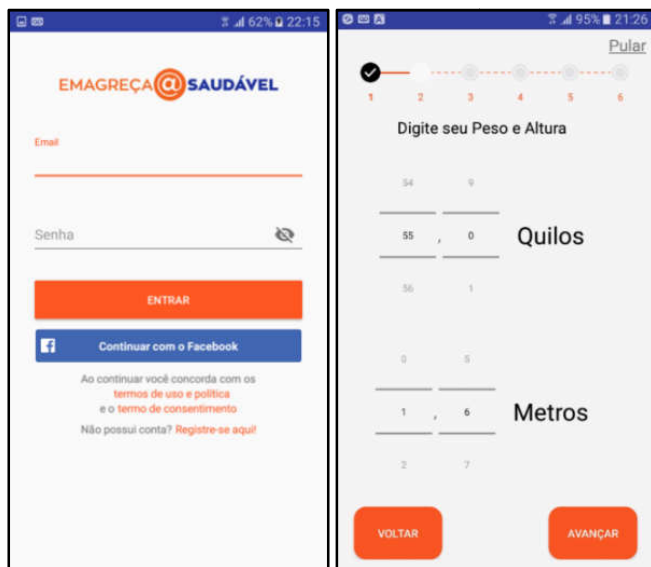 62% 22:15
EMAGREÇA@SAUDÁVEL
Email
Senha
ENTRAR
Continuar com o Facebook
Ao continuar você concorda com os
termos de uso e política
e o termo de consentimento
Não possui conta? Registre-se aqui!
95% 21:26
Pular
1 2 3 4 5 6
Digite seu Peso e Altura
54 9
55 , 0 Quilos
56 1
0 5
1 , 6 Metros
2 7
VOLTAR AVANÇAR